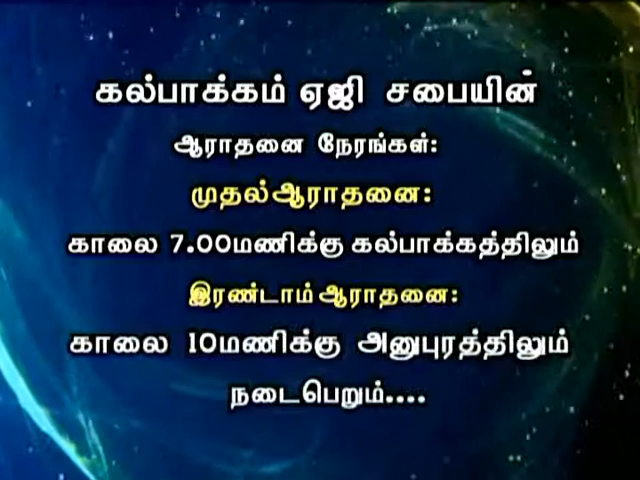 கல்பாக்கம் ஏஜி சபையின்
ஆராதனை நேரங்கள்:
முதல்ஆராதனை:
காலை 7.00மணிக்கு கல்பாக்கத்திலும்
இரண்டாம்ஆராதனை:
காலை 10மணிக்கு அனுபுரத்திலும்
நடைபெறும்....